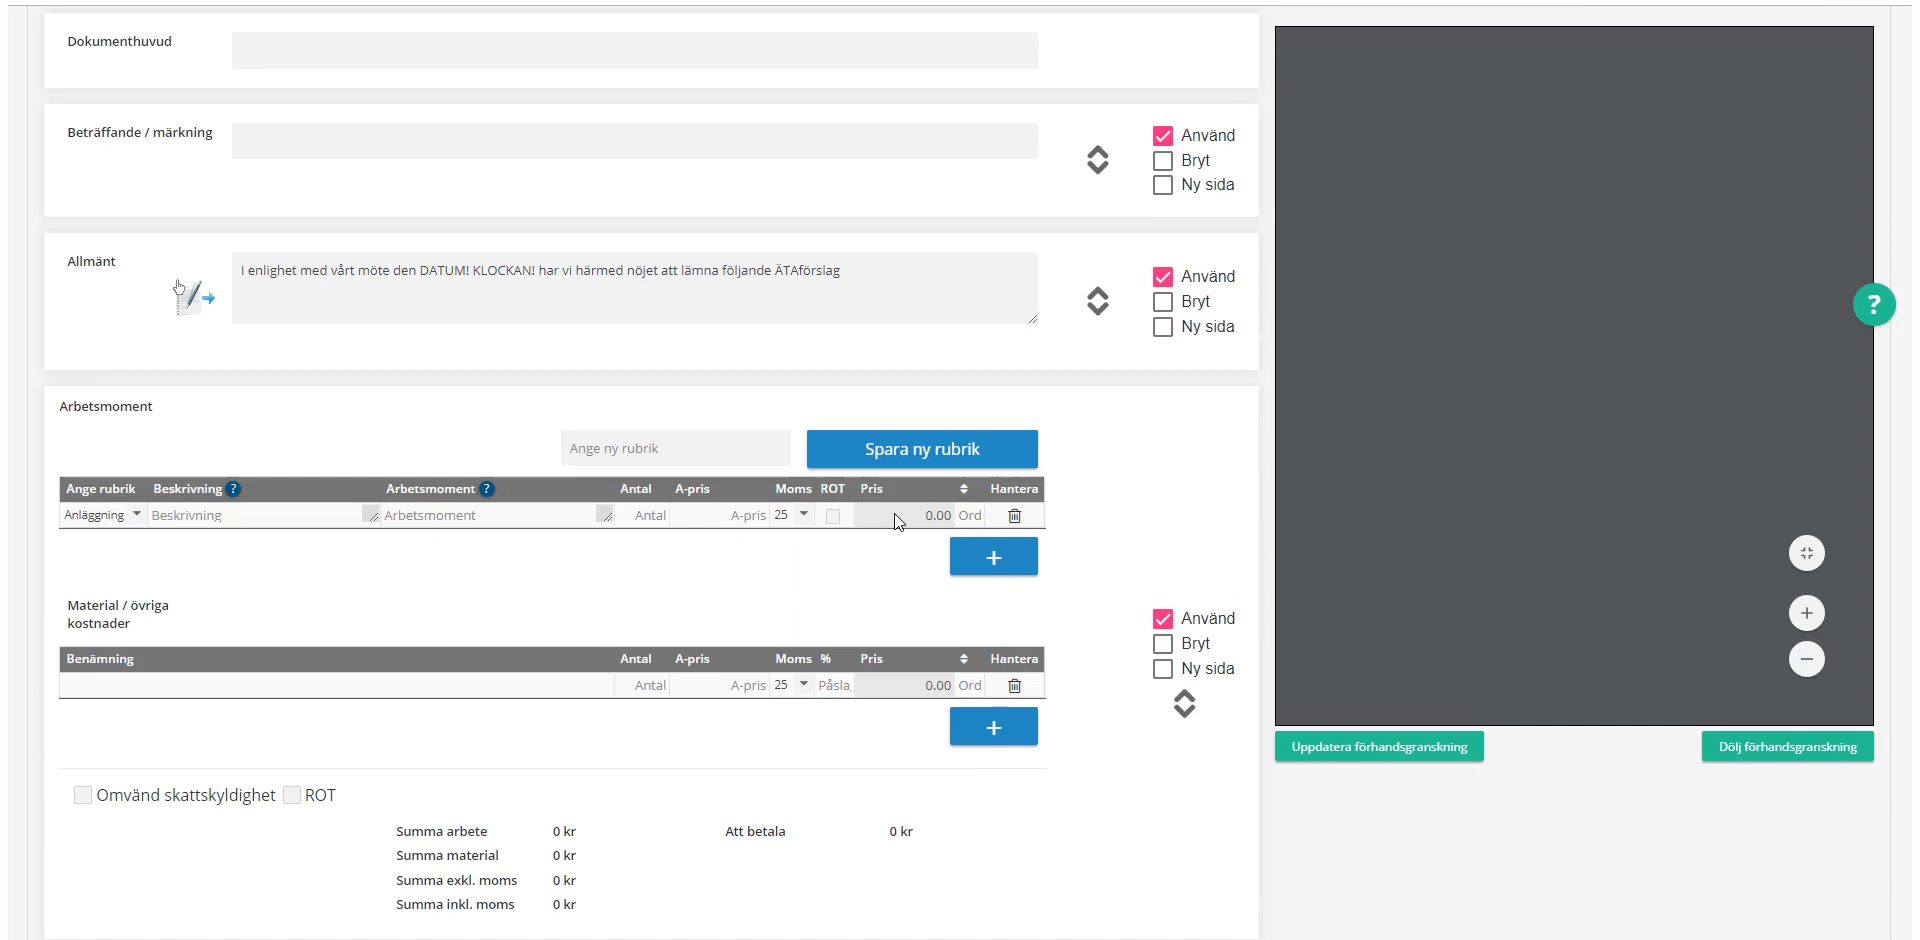 Dokumenthuvud
Beträffande / märkning
Använd
Bryt
Ny sida
Allmänt
I enlighet med vårt möte den DATUM! KLOCKAN! har vi härmed nöjet att lämna följande ÄTAförslag
Använd
Bryt
Ny sida
?
Arbetsmoment
Ange ny rubrik
Spara ny rubrik
Ange rubrik Beskrivning ? Arbetsmoment ? Antal A-pris Moms ROT Pris Hantera
Anläggning Beskrivning Arbetsmoment Antal A-pris 25 0.00 Ord
+
Material / övriga
kostnader
Använd
Bryt
Ny sida
Benämning Antal A-pris Moms % Pris Hantera
Antal A-pris 25 Påsla 0.00 Ord
+
Uppdatera förhandsgranskning
Dölj förhandsgranskning
Omvänd skattskyldighet ROT
Summa arbete 0 kr Att betala 0 kr
Summa material 0 kr
Summa exkl. moms 0 kr
Summa inkl. moms 0 kr